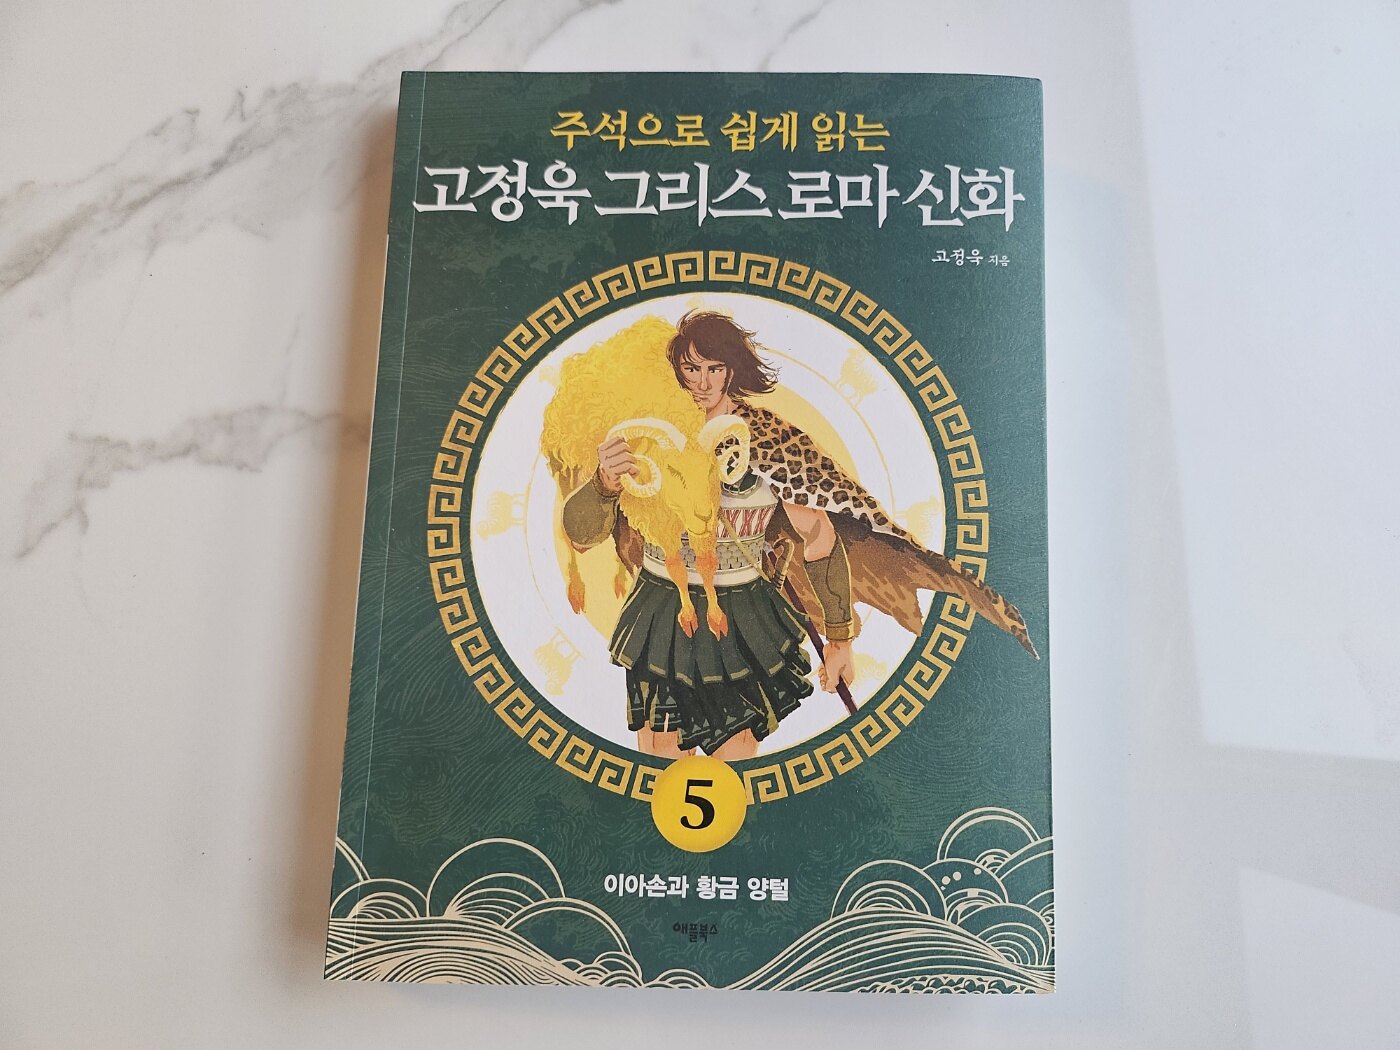 주석으로 쉽게 읽는
고정욱 그리스 로마 신화
고정욱 지음
5
이아손과 황금 양털
애플북스